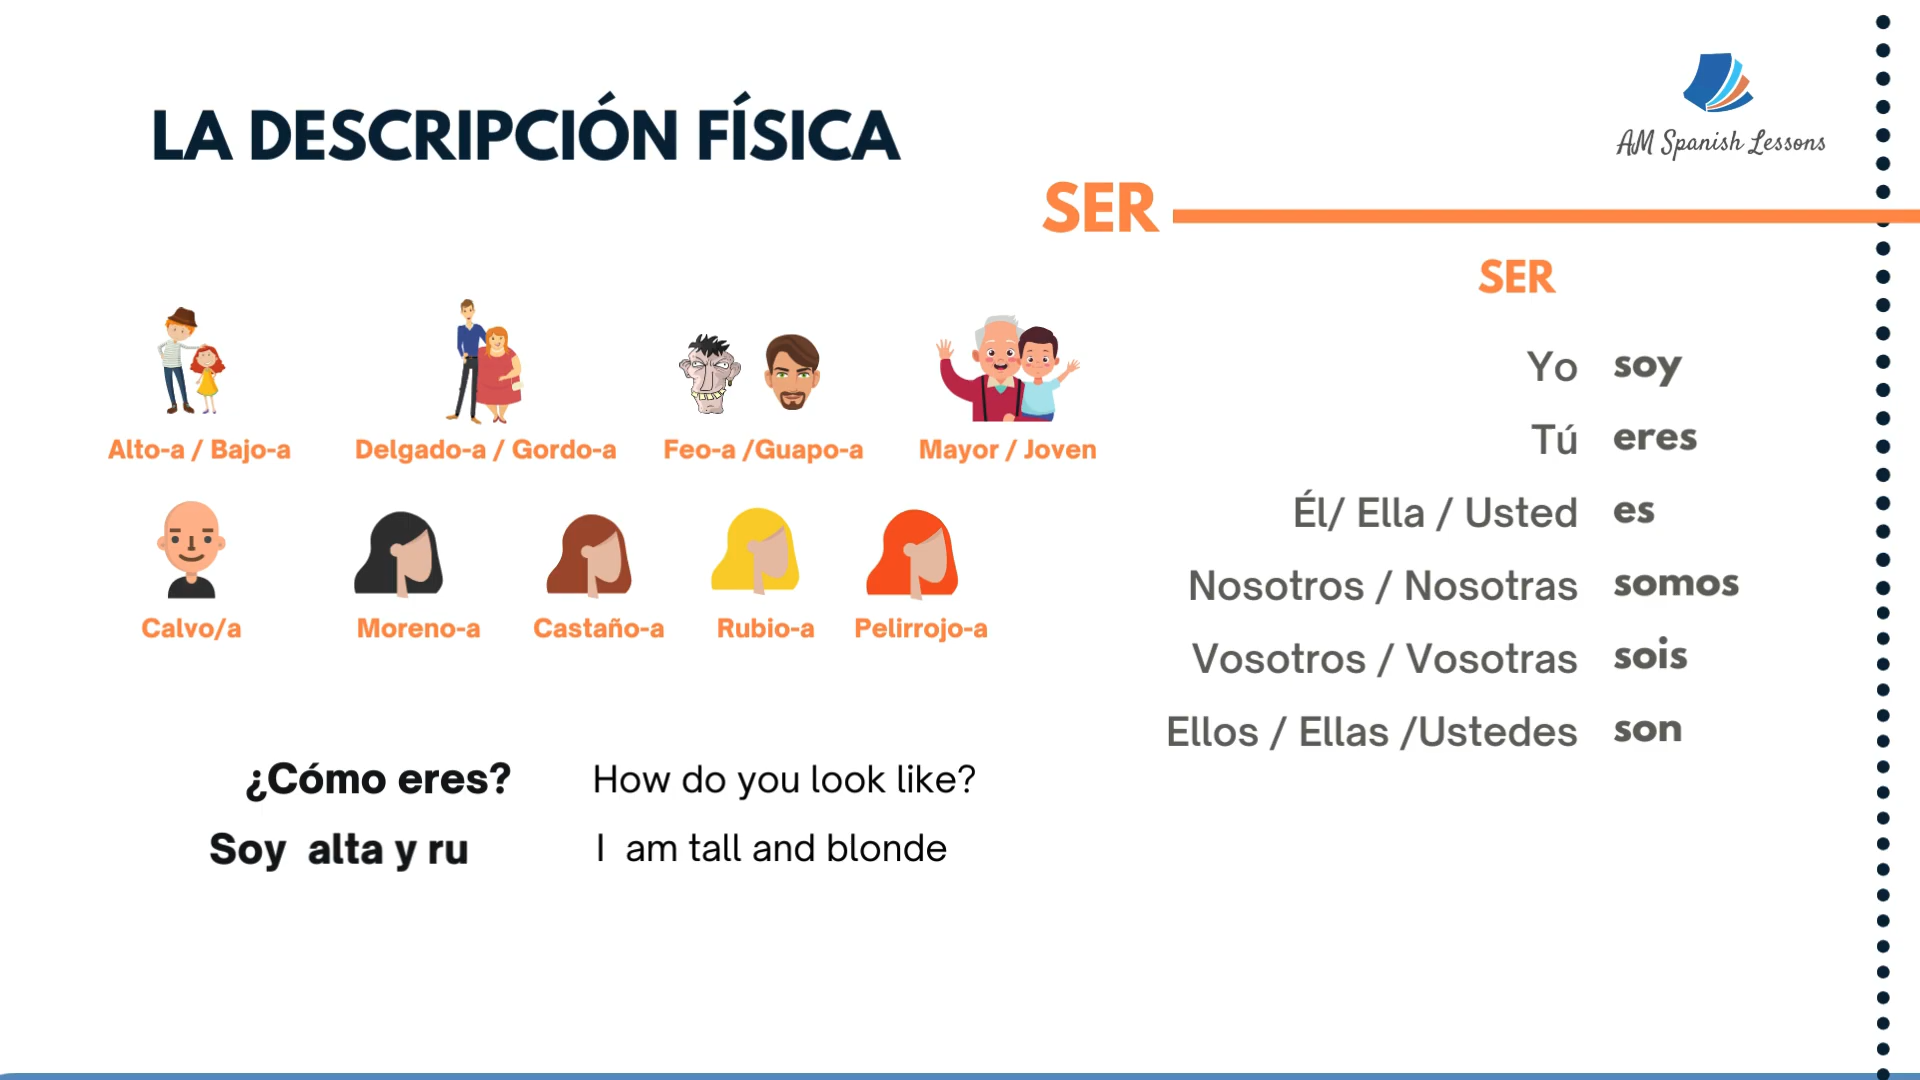 AM Spanish Lessons
LA DESCRIPCIÓN FÍSICA
SER
Alto-a / Bajo-a
Delgado-a / Gordo-a
Feo-a /Guapo-a
Mayor / Joven
Calvo/a
Moreno-a
Castaño-a
Rubio-a
Pelirrojo-a
¿Cómo eres? How do you look like?
Soy alta y ru I am tall and blonde
SER
Yo soy
Tú eres
Él/ Ella / Usted es
Nosotros / Nosotras somos
Vosotros / Vosotras sois
Ellos / Ellas /Ustedes son